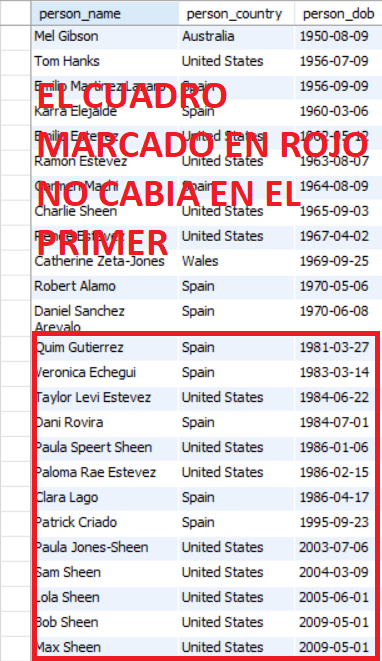 person_name person_country person_dob
Mel Gibson Australia 1950-08-09
Tom Hanks United States 1956-07-09
Emilio Martinez Lazaro Spain 1956-09-09
EL CUADRO
Karra Elejalde Spain 1960-03-06
Emilio Estevez United States 1962-05-12
MARCADO EN ROJO
Ramon Estevez United States 1963-08-07
Carmen Machi Spain 1964-08-09
NO CABIA EN EL
Charlie Sheen United States 1965-09-03
Renee Estevez United States 1967-04-02
PRIMER
Catherine Zeta-Jones Wales 1969-09-25
Robert Alamo Spain 1970-05-06
Daniel Sanchez Spain 1970-06-08
Arevalo
Quim Gutierrez Spain 1981-03-27
Veronica Echegui Spain 1983-03-14
Taylor Levi Estevez United States 1984-06-22
Dani Rovira Spain 1984-07-01
Paula Speert Sheen United States 1986-01-06
Paloma Rae Estevez United States 1986-02-15
Clara Lago Spain 1986-04-17
Patrick Criado Spain 1995-09-23
Paula Jones-Sheen United States 2003-07-06
Sam Sheen United States 2004-03-09
Lola Sheen United States 2005-06-01
Bob Sheen United States 2009-05-01
Max Sheen United States 2009-05-01